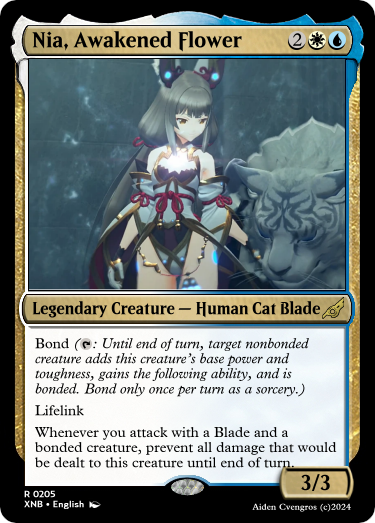 Nia, Awakened Flower 2
Legendary Creature — Human Cat Blade
Bond (: Until end of turn, target nonbonded
creature adds this creature's base power and
toughness, gains the following ability, and is
bonded. Bond only once per turn as a sorcery.)
Lifelink
Whenever you attack with a Blade and a
bonded creature, prevent all damage that would
be dealt to this creature until end of turn.
3/3
R 0205
XNB • English
Aiden Cvengros (c)2024